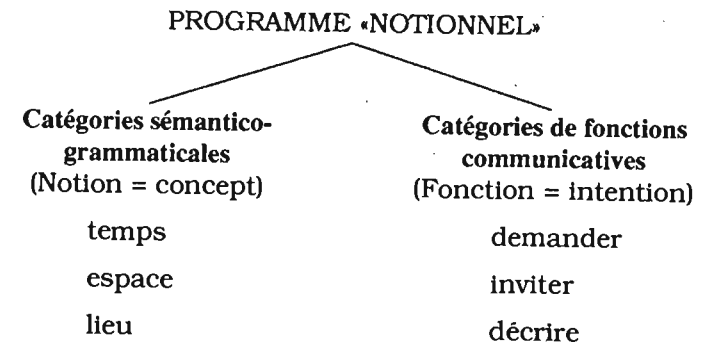 PROGRAMME «NOTIONNEL»
Catégories sémantico-
grammaticales
(Notion = concept)
temps
espace
lieu
Catégories de fonctions
communicatives
(Fonction = intention)
demander
inviter
décrire